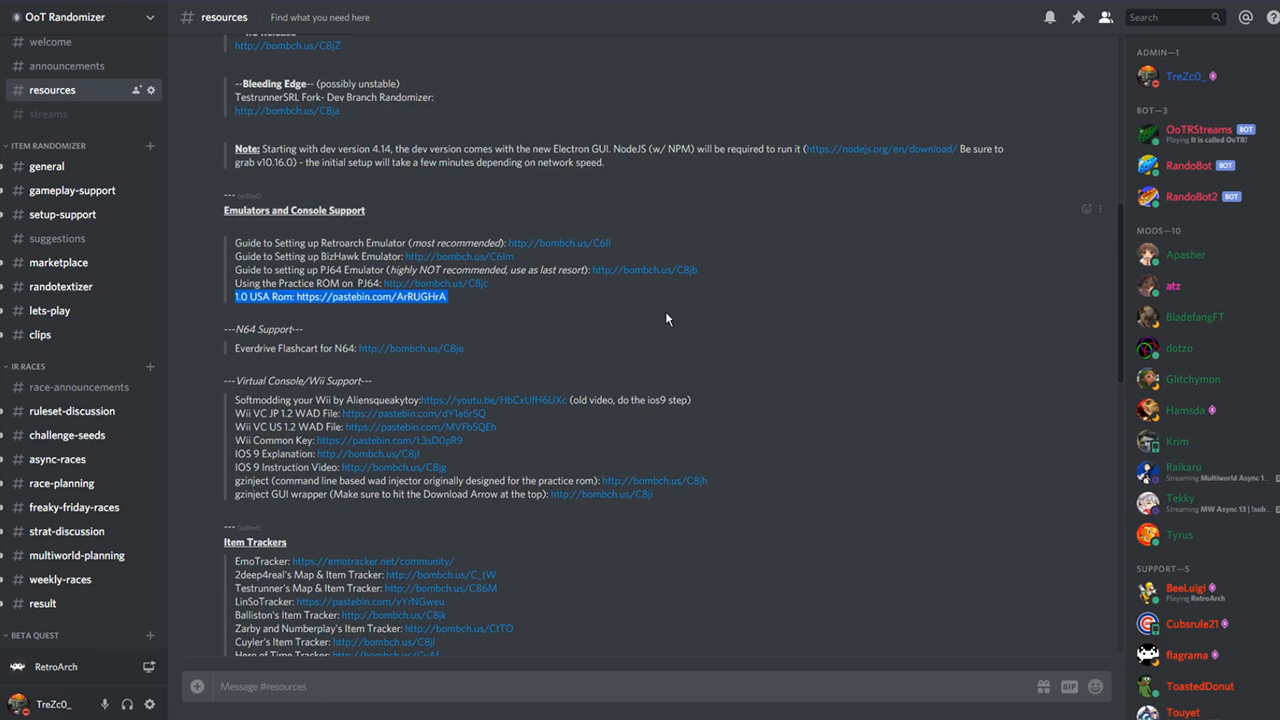 OoT Randomizer
# resources
Find what you need here
Search
welcome
announcements
resources
streams
ITEM RANDOMIZER
general
gameplay-support
setup-support
suggestions
marketplace
randotextizer
lets-play
clips
IR RACES
race-announcements
ruleset-discussion
challenge-seeds
async-races
race-planning
freaky-friday-races
strat-discussion
multiworld-planning
weekly-races
result
BETA QUEST
RetroArch
TreZc0_
http://bombch.us/C8jZ
--Bleeding Edge-- (possibly unstable)
TestrunnerSRL Fork- Dev Branch Randomizer:
http://bombch.us/C8ja
Note: Starting with dev version 4.14, the dev version comes with the new Electron GUI. NodeJS (w/ NPM) will be required to run it (https://nodejs.org/en/download/ Be sure to
grab v10.16.0) - the initial setup will take a few minutes depending on network speed.
--- (edited)
Emulators and Console Support
Guide to Setting up Retroarch Emulator (most recommended): http://bombch.us/C6lI
Guide to Setting up BizHawk Emulator: http://bombch.us/C6lm
Guide to setting up PJ64 Emulator (highly NOT recommended, use as last resort): http://bombch.us/C8jb
Using the Practice ROM on PJ64: http://bombch.us/C8jc
1.0 USA Rom: https://pastebin.com/ArRUGHrA
---N64 Support---
Everdrive Flashcart for N64: http://bombch.us/C8je
---Virtual Console/Wii Support---
Softmodding your Wii by Aliensqueakytoy:https://youtu.be/HbCxUfH6UXc (old video, do the ios9 step)
Wii VC JP 1.2 WAD File: https://pastebin.com/dY1a6rSQ
Wii VC US 1.2 WAD File: https://pastebin.com/MVFbSQEh
Wii Common Key: https://pastebin.com/L3sD0pR9
IOS 9 Explanation: http://bombch.us/C8jf
IOS 9 Instruction Video: http://bombch.us/C8jg
gzinject (command line based wad injector originally designed for the practice rom): http://bombch.us/C8jh
gzinject GUI wrapper (Make sure to hit the Download Arrow at the top): http://bombch.us/C8ji
--- (edited)
Item Trackers
EmoTracker: https://emotracker.net/community/
2deep4real's Map & Item Tracker: http://bombch.us/C_tW
Testrunner's Map & Item Tracker: http://bombch.us/C86M
LinSoTracker: https://pastebin.com/vYrNGweu
Balliston's Item Tracker: http://bombch.us/C8jk
Zarby and Numberplay's Item Tracker: http://bombch.us/CtTO
Cuyler's Item Tracker: http://bombch.us/C8jl
Message #resources
GIF
ADMIN—1
TreZc0_
BOT—3
OoTRStreams BOT
Playing It is called OoTR!
RandoBot BOT
RandoBot2 BOT
MODS—10
Apasher
atz
BladefangFT
dotzo
Glitchymon
Hamsda
Krim
Raikaru
Streaming Multiworld Async 1...
Tekky
Streaming MW Async 13 | !sub...
Tyrus
SUPPORT—5
BeeLuigi
Playing RetroArch
Cubsrule21
flagrama
ToastedDonut
Touyet